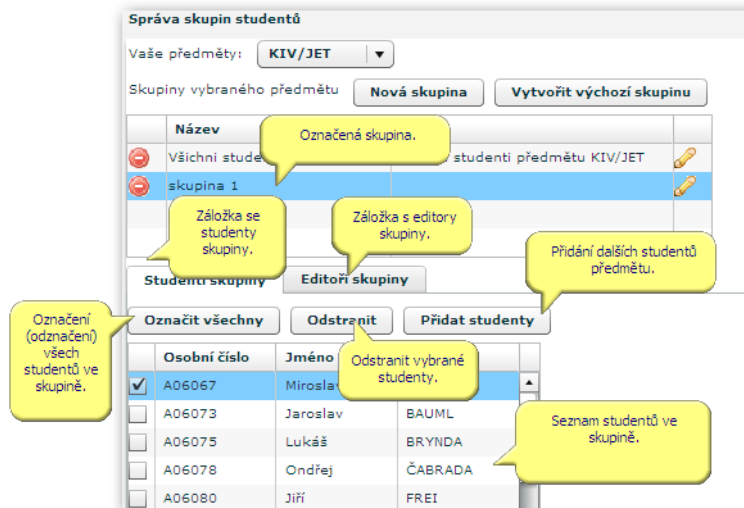 Správa skupin studentů
Vaše předměty: KIV/JET
Skupiny vybraného předmětu Nová skupina Vytvořit výchozí skupinu
Název
Označená skupina.
Všichni stude studenti předmětu KIV/JET
skupina 1
Záložka se
studenty
skupiny.
Záložka s editory
skupiny.
Přidání dalších studentů
předmětu.
Studenti skupiny Editoři skupiny
Označení
(odznačení)
všech
studentů ve
skupině.
Označit všechny Odstranit Přidat studenty
Osobní číslo Jméno
Odstranit vybrané
studenty.
A06067 Miroslav
A06073 Jaroslav BAUML
Seznam studentů ve
skupině.
A06075 Lukáš BRYNDA
A06078 Ondřej ČABRADA
A06080 Jiří FREI